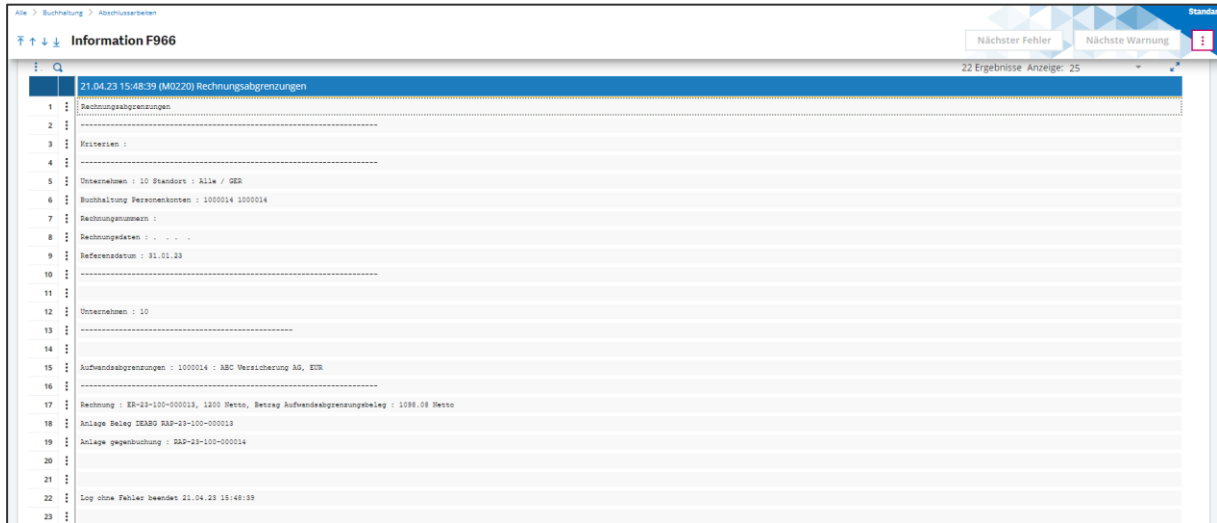 Alle > Buchhaltung > Abschlussarbeiten
Standar
Information F966
Nächster Fehler
Nächste Warnung
22 Ergebnisse Anzeige: 25
21.04.23 15:48:39 (M0220) Rechnungsabgrenzungen
1 Rechnungsabgrenzungen
2 ----------------------------------------------------------------------
3 Kriterien :
4 ----------------------------------------------------------------------
5 Unternehmen : 10 Standort : Alle / GER
6 Buchhaltung Personenkonten : 1000014 1000014
7 Rechnungsnummern :
8 Rechnungsdaten : . . . .
9 Referenzdatum : 31.01.23
10 ----------------------------------------------------------------------
11
12 Unternehmen : 10
13 --------------------------------------------------
14
15 Aufwandsabgrenzungen : 1000014 : ABC Versicherung AG, EUR
16 ----------------------------------------------------------------------
17 Rechnung : ER-23-100-000013, 1200 Netto, Betrag Aufwandsabgrenzungsbeleg : 1098.08 Netto
18 Anlage Beleg DEABG RAP-23-100-000013
19 Anlage gegenbuchung : RAP-23-100-000014
20
21
22 Log ohne Fehler beendet 21.04.23 15:48:39
23